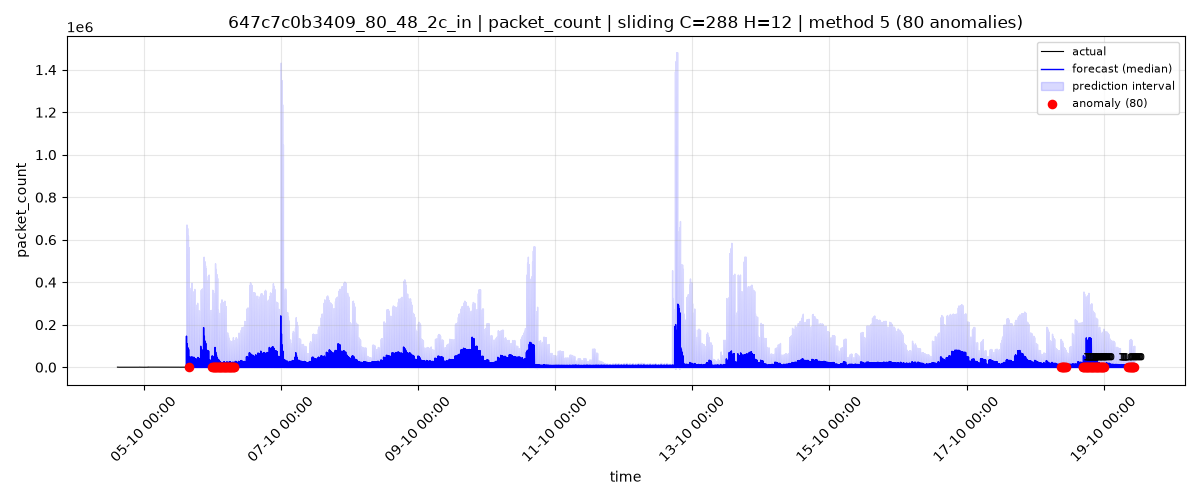 647c7c0b3409_80_48_2c_in | packet_count | sliding C=288 H=12 | method 5 (80 anomalies)
1e6
1.4
1.2
1.0
0.8
0.6
0.4
0.2
0.0
packet_count
actual
forecast (median)
prediction interval
anomaly (80)
05-10 00:00
07-10 00:00
09-10 00:00
11-10 00:00
13-10 00:00
15-10 00:00
17-10 00:00
19-10 00:00
time